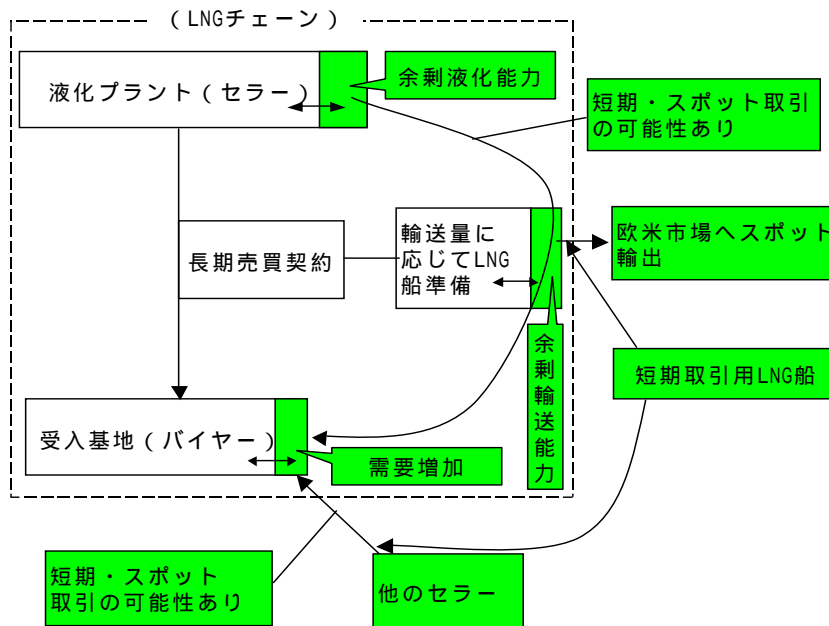 （LNGチェーン）
液化プラント（セラー）
余剰液化能力
短期・スポット取引
の可能性あり
長期売買契約
輸送量に
応じてLNG
船準備
欧米市場へスポット
輸出
余剰輸送能力
短期取引用LNG船
受入基地（バイヤー）
需要増加
短期・スポット
取引の可能性あり
他のセラー